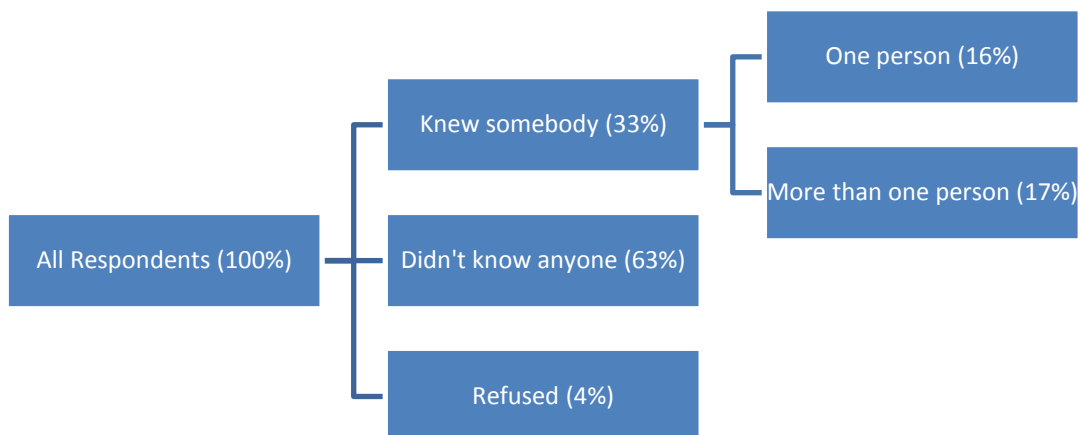 One person (16%)
Knew somebody (33%)
More than one person (17%)
All Respondents (100%)
Didn't know anyone (63%)
Refused (4%)